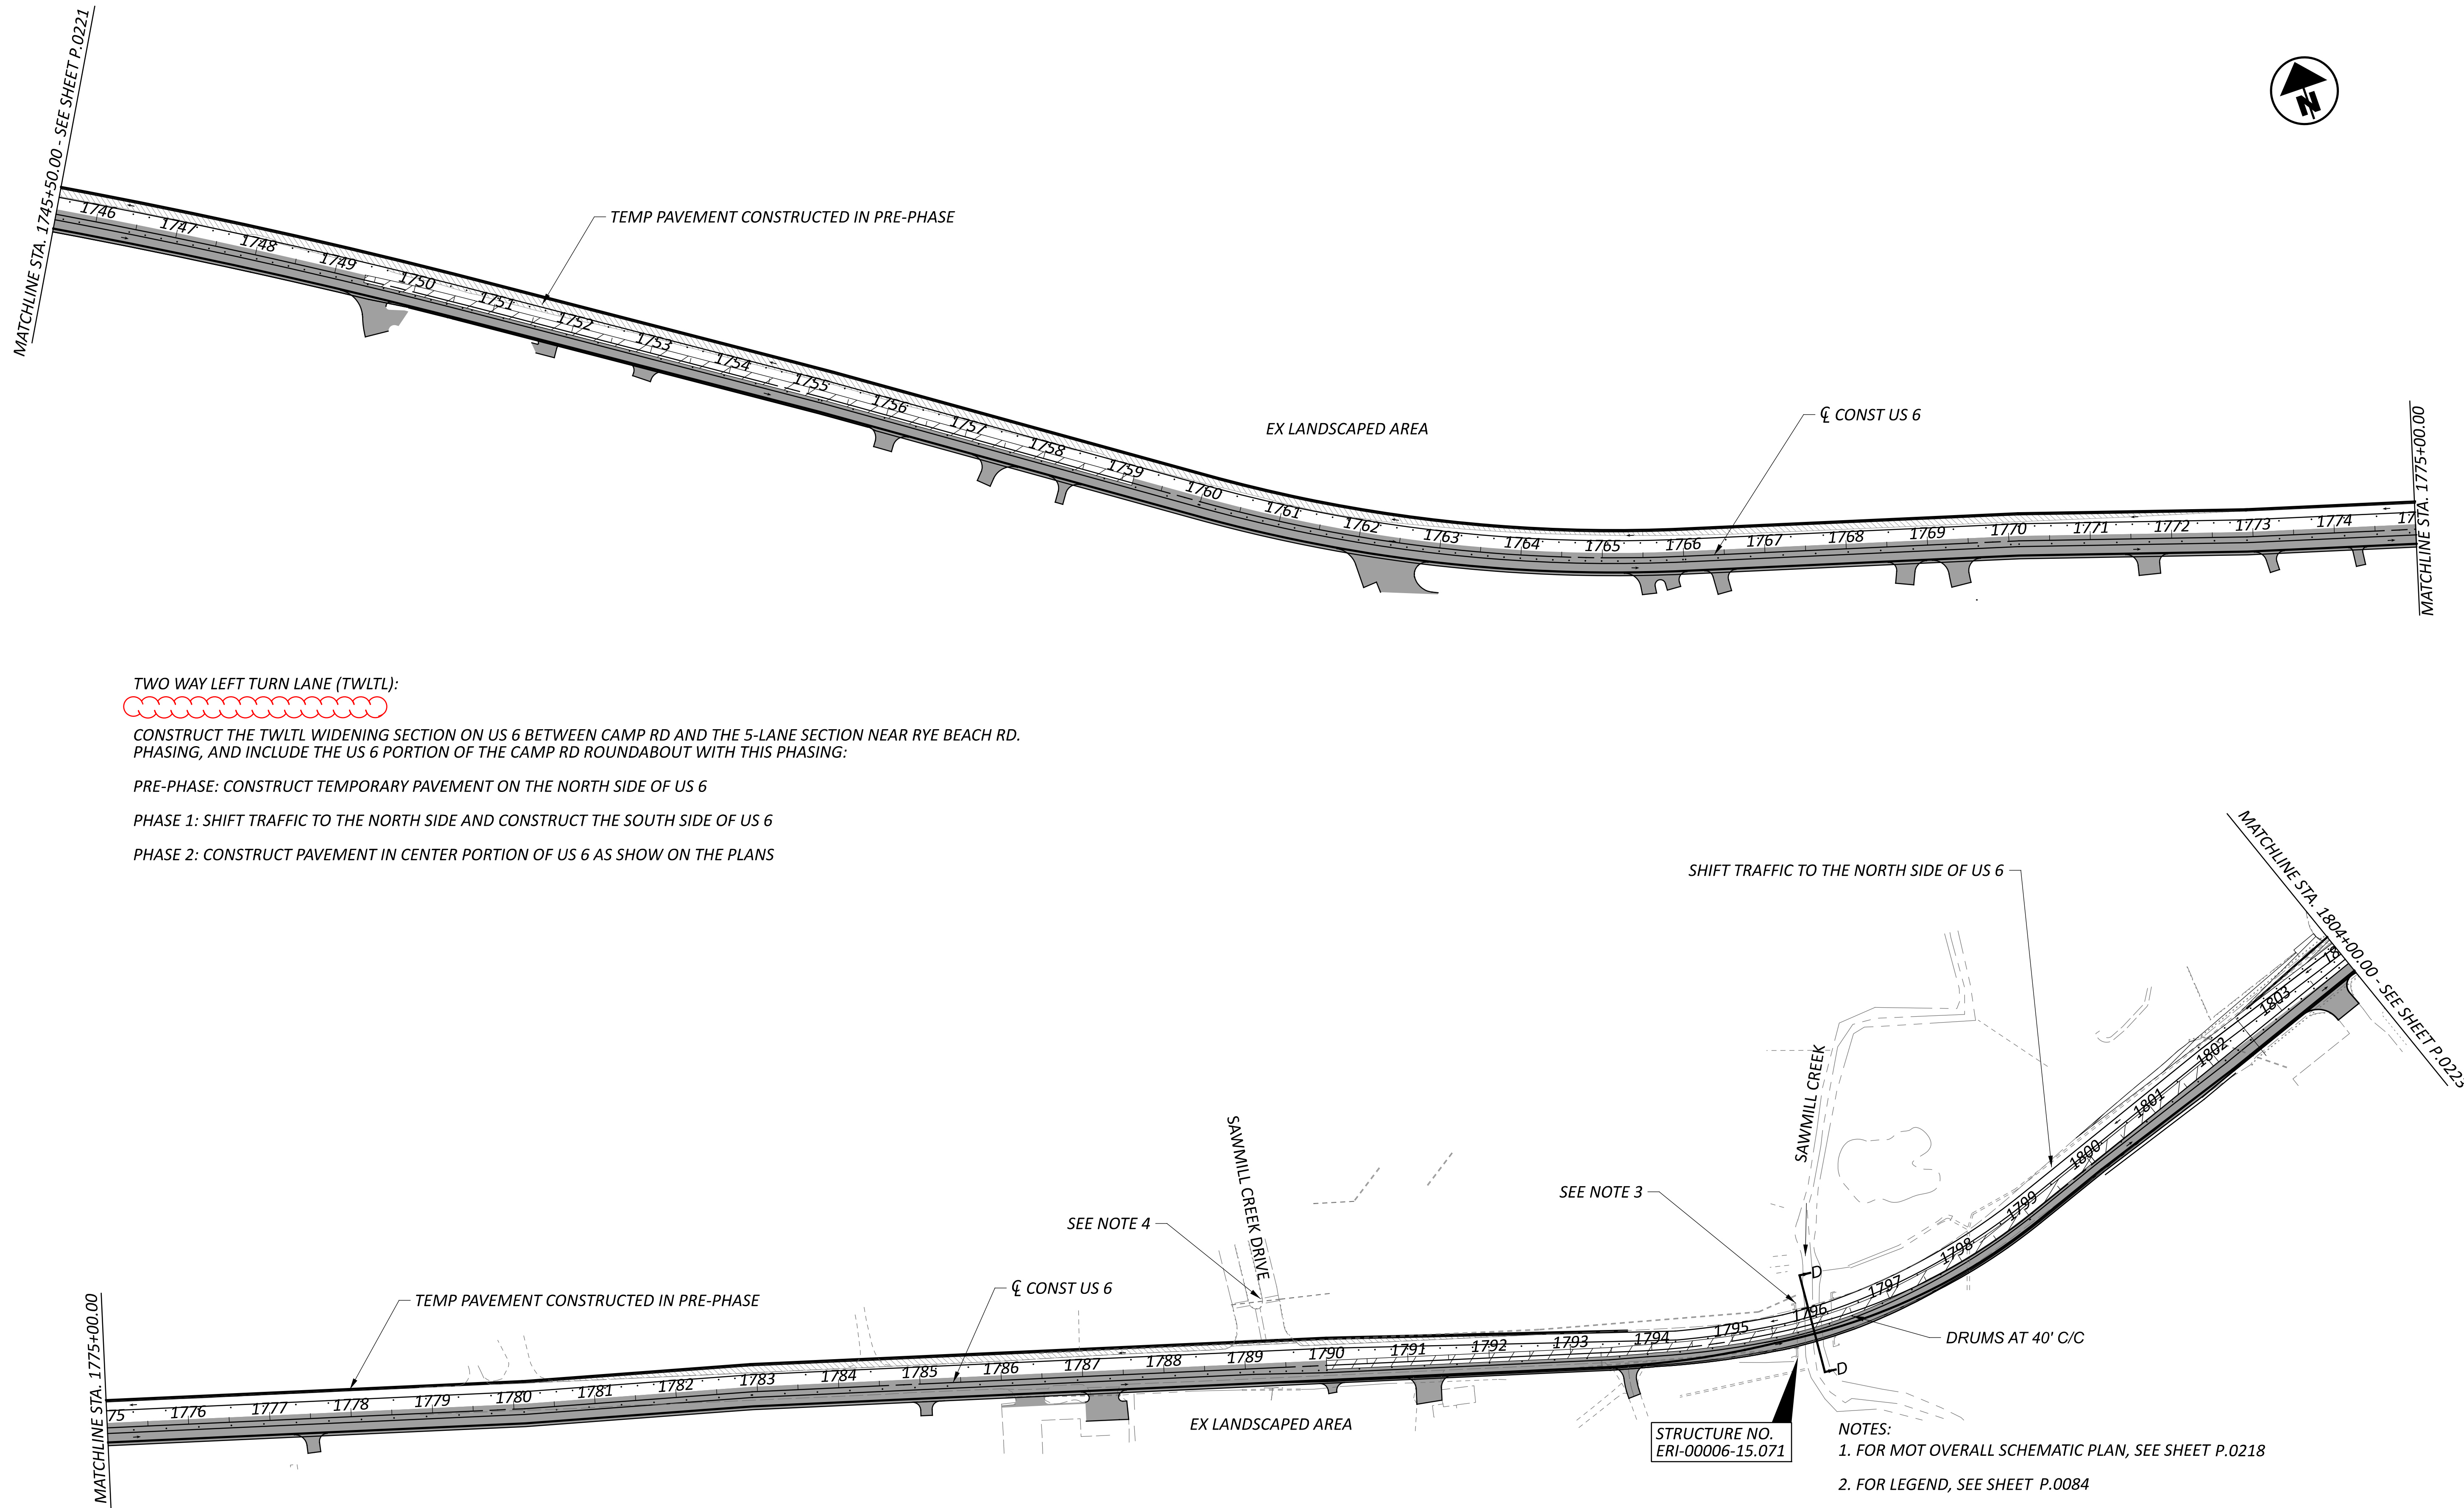 MATCHLINE STA. 1745+50.00 - SEE SHEET P.0221
N
1746
1747
1748
1749
1750
1751
1752
1753
1754
1755
1756
1757
1758
1759
1760
1761
1762
1763
1764
1765
1766
1767
1768
1769
1770
1771
1772
1773
1774
17
TEMP PAVEMENT CONSTRUCTED IN PRE-PHASE
EX LANDSCAPED AREA
℄ CONST US 6
MATCHLINE STA. 1775+00.00
TWO WAY LEFT TURN LANE (TWLTL):
CONSTRUCT THE TWLTL WIDENING SECTION ON US 6 BETWEEN CAMP RD AND THE 5-LANE SECTION NEAR RYE BEACH RD.
PHASING, AND INCLUDE THE US 6 PORTION OF THE CAMP RD ROUNDABOUT WITH THIS PHASING:
PRE-PHASE: CONSTRUCT TEMPORARY PAVEMENT ON THE NORTH SIDE OF US 6
PHASE 1: SHIFT TRAFFIC TO THE NORTH SIDE AND CONSTRUCT THE SOUTH SIDE OF US 6
PHASE 2: CONSTRUCT PAVEMENT IN CENTER PORTION OF US 6 AS SHOW ON THE PLANS
SHIFT TRAFFIC TO THE NORTH SIDE OF US 6
MATCHLINE STA. 1804+00.00 - SEE SHEET P.0223
SAWMILL CREEK
SAWMILL CREEK DRIVE
SEE NOTE 3
SEE NOTE 4
℄ CONST US 6
TEMP PAVEMENT CONSTRUCTED IN PRE-PHASE
MATCHLINE STA. 1775+00.00
75
1776
1777
1778
1779
1780
1781
1782
1783
1784
1785
1786
1787
1788
1789
1790
1791
1792
1793
1794
1795
1796
1797
1798
1799
1800
1801
1802
1803
18
D
D
DRUMS AT 40' C/C
EX LANDSCAPED AREA
STRUCTURE NO.
ERI-00006-15.071
NOTES:
1. FOR MOT OVERALL SCHEMATIC PLAN, SEE SHEET P.0218
2. FOR LEGEND, SEE SHEET P.0084